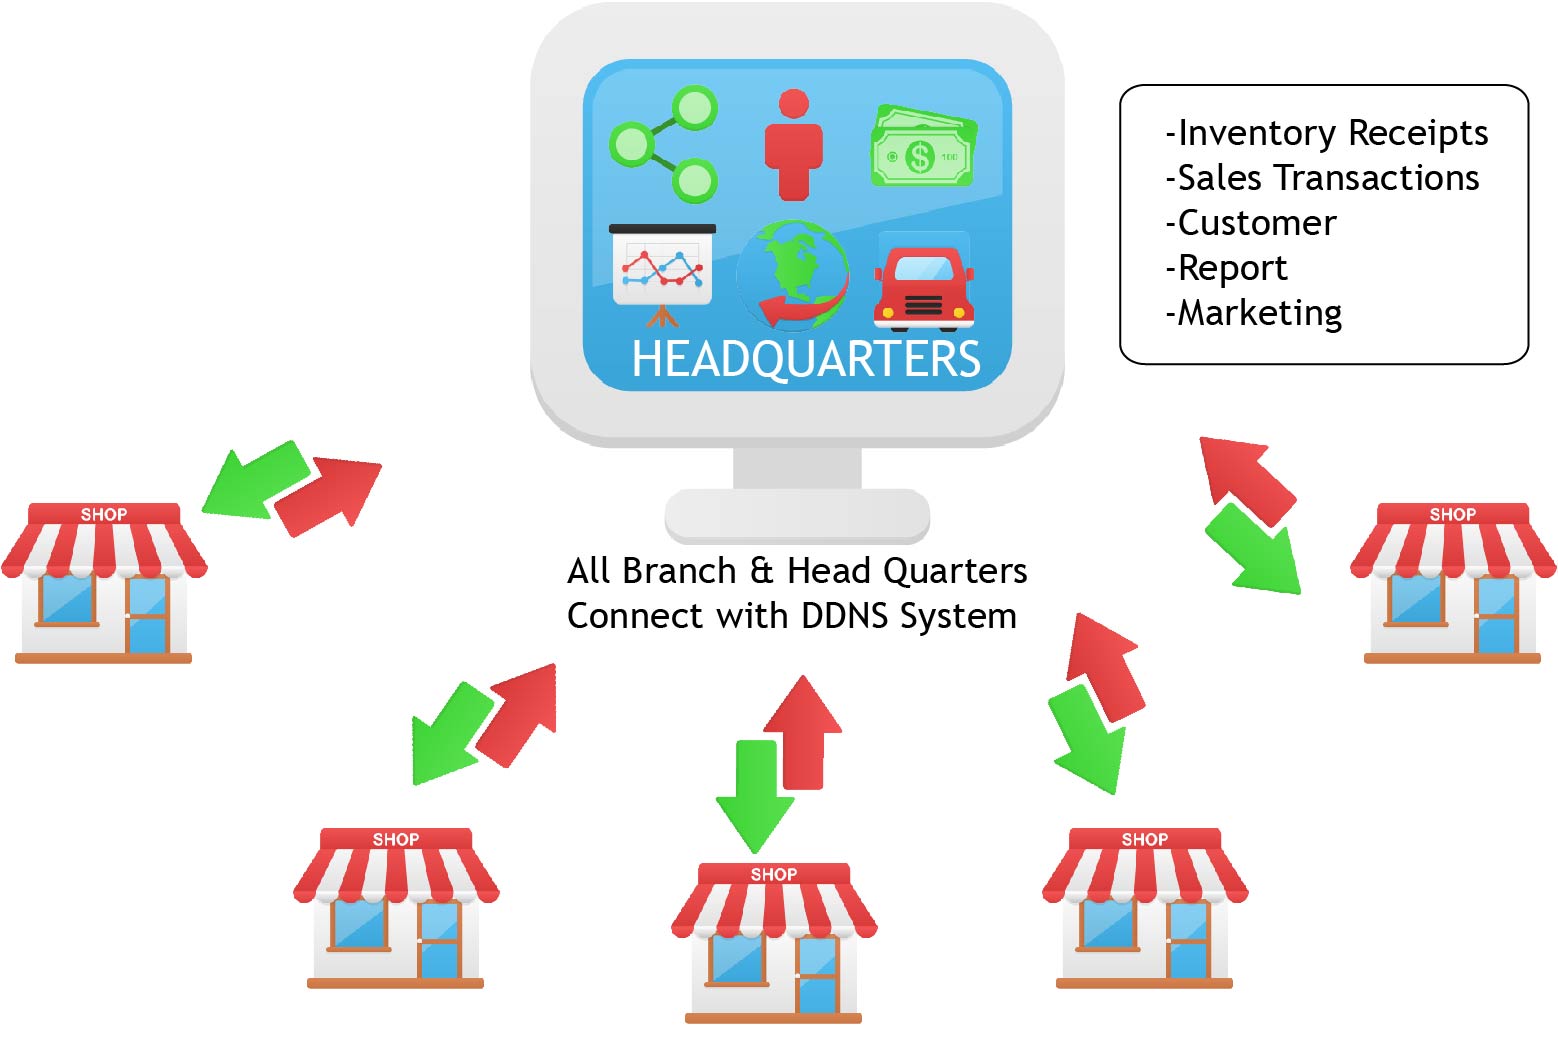 $
100
HEADQUARTERS
-Inventory Receipts
-Sales Transactions
-Customer
-Report
-Marketing
All Branch & Head Quarters
Connect with DDNS System
SHOP
SHOP
SHOP
SHOP
SHOP